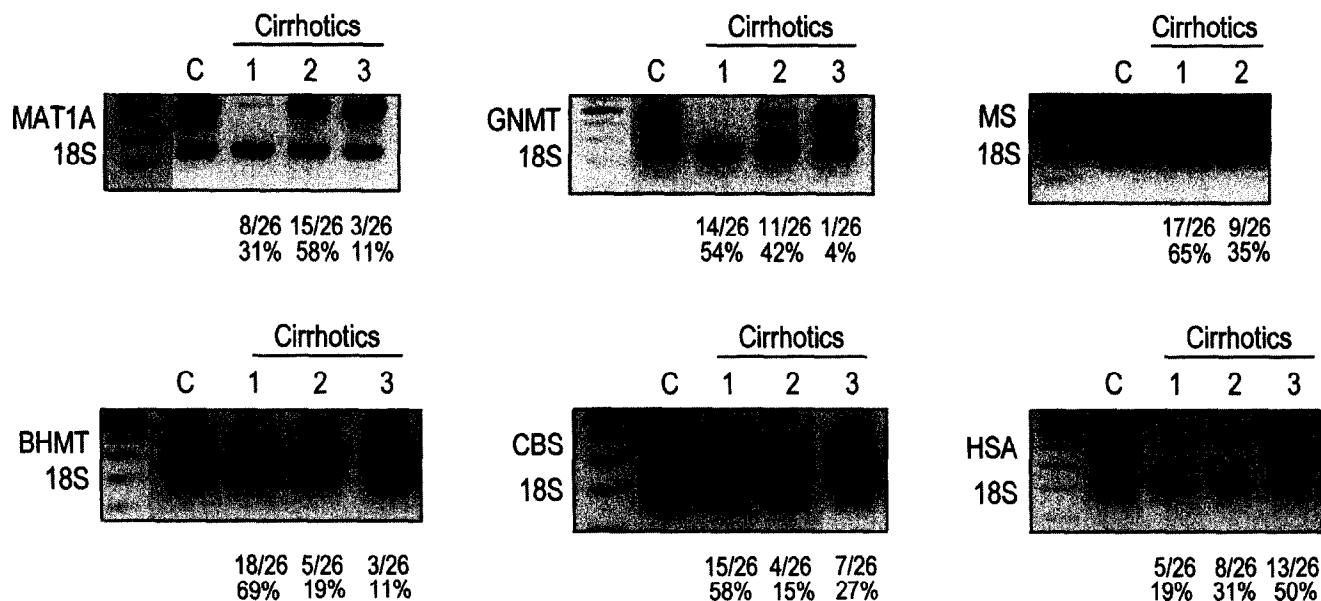 Cirrhotics
C 1 2 3
MAT1A
18S
8/26 15/26 3/26
31% 58% 11%
Cirrhotics
C 1 2 3
GNMT
18S
14/26 11/26 1/26
54% 42% 4%
Cirrhotics
C 1 2
MS
18S
17/26 9/26
65% 35%
Cirrhotics
C 1 2 3
BHMT
18S
18/26 5/26 3/26
69% 19% 11%
Cirrhotics
C 1 2 3
CBS
18S
15/26 4/26 7/26
58% 15% 27%
Cirrhotics
C 1 2 3
HSA
18S
5/26 8/26 13/26
19% 31% 50%